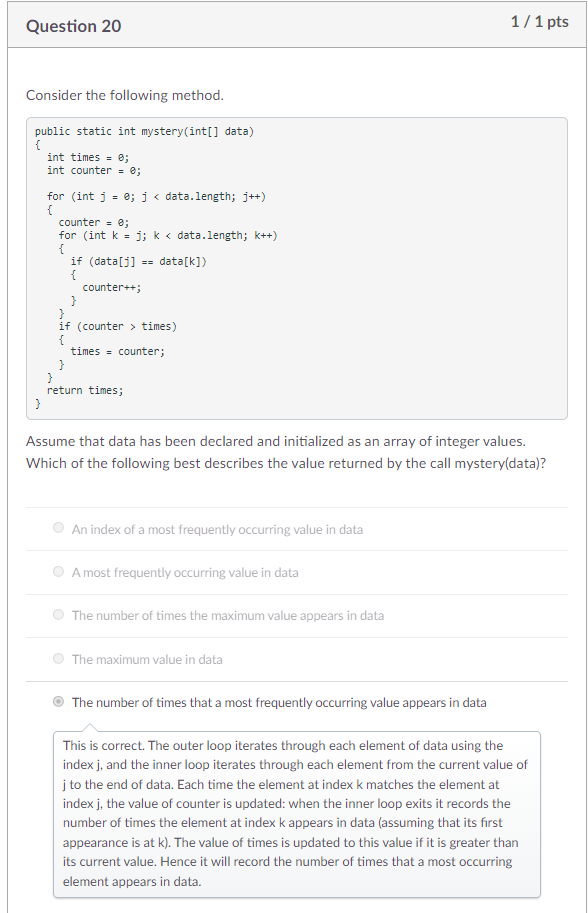 Question 20
1 / 1 pts
Consider the following method.
public static int mystery(int[] data)
{
int times = 0;
int counter = 0;
for (int j = 0; j < data.length; j++)
{
counter = 0;
for (int k = j; k < data.length; k++)
{
if (data[j] == data[k])
{
counter++;
}
}
if (counter > times)
{
times = counter;
}
}
return times;
}
Assume that data has been declared and initialized as an array of integer values.
Which of the following best describes the value returned by the call mystery(data)?
An index of a most frequently occurring value in data
A most frequently occurring value in data
The number of times the maximum value appears in data
The maximum value in data
The number of times that a most frequently occurring value appears in data
This is correct. The outer loop iterates through each element of data using the
index j, and the inner loop iterates through each element from the current value of
j to the end of data. Each time the element at index k matches the element at
index j, the value of counter is updated: when the inner loop exits it records the
number of times the element at index k appears in data (assuming that its first
appearance is at k). The value of times is updated to this value if it is greater than
its current value. Hence it will record the number of times that a most occurring
element appears in data.